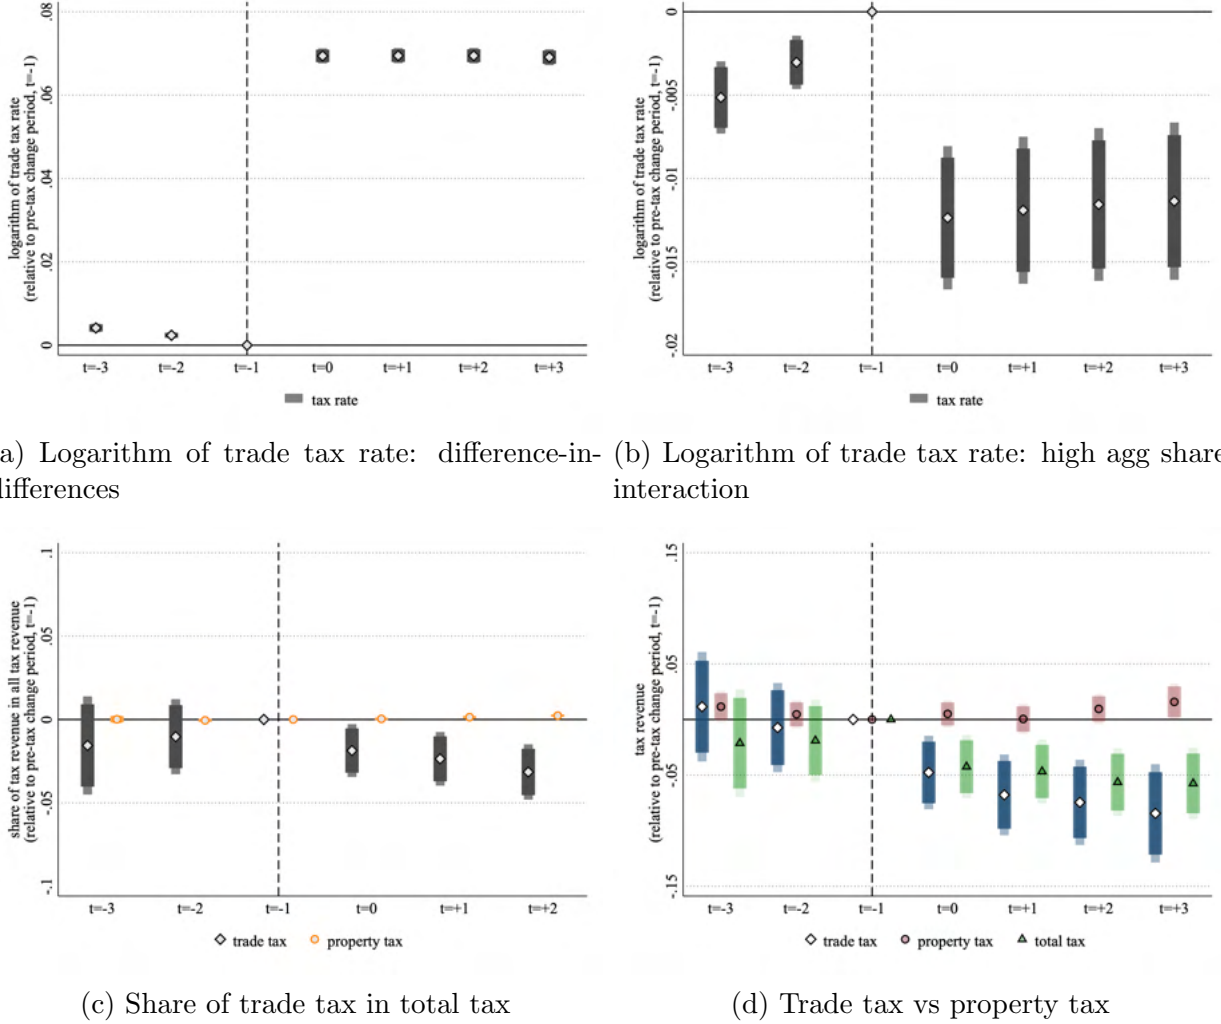 .08
.06
.04
.02
0
logarithm of trade tax rate
(relative to pre-tax change period, t=-1)
t=-3 t=-2 t=-1 t=0 t=+1 t=+2 t=+3
tax rate
0
-.005
-.01
-.015
-.02
logarithm of trade tax rate
(relative to pre-tax change period, t=-1)
t=-3 t=-2 t=-1 t=0 t=+1 t=+2 t=+3
tax rate
a) Logarithm of trade tax rate: difference-in-
differences
(b) Logarithm of trade tax rate: high agg share
interaction
.1
.05
0
-.05
-.1
share of tax revenue in all tax revenue
(relative to pre-tax change period, t=-1)
t=-3 t=-2 t=-1 t=0 t=+1 t=+2
trade tax property tax
.15
.05
-.05
-.15
tax revenue
(relative to pre-tax change period, t=-1)
t=-3 t=-2 t=-1 t=0 t=+1 t=+2 t=+3
trade tax property tax total tax
(c) Share of trade tax in total tax
(d) Trade tax vs property tax